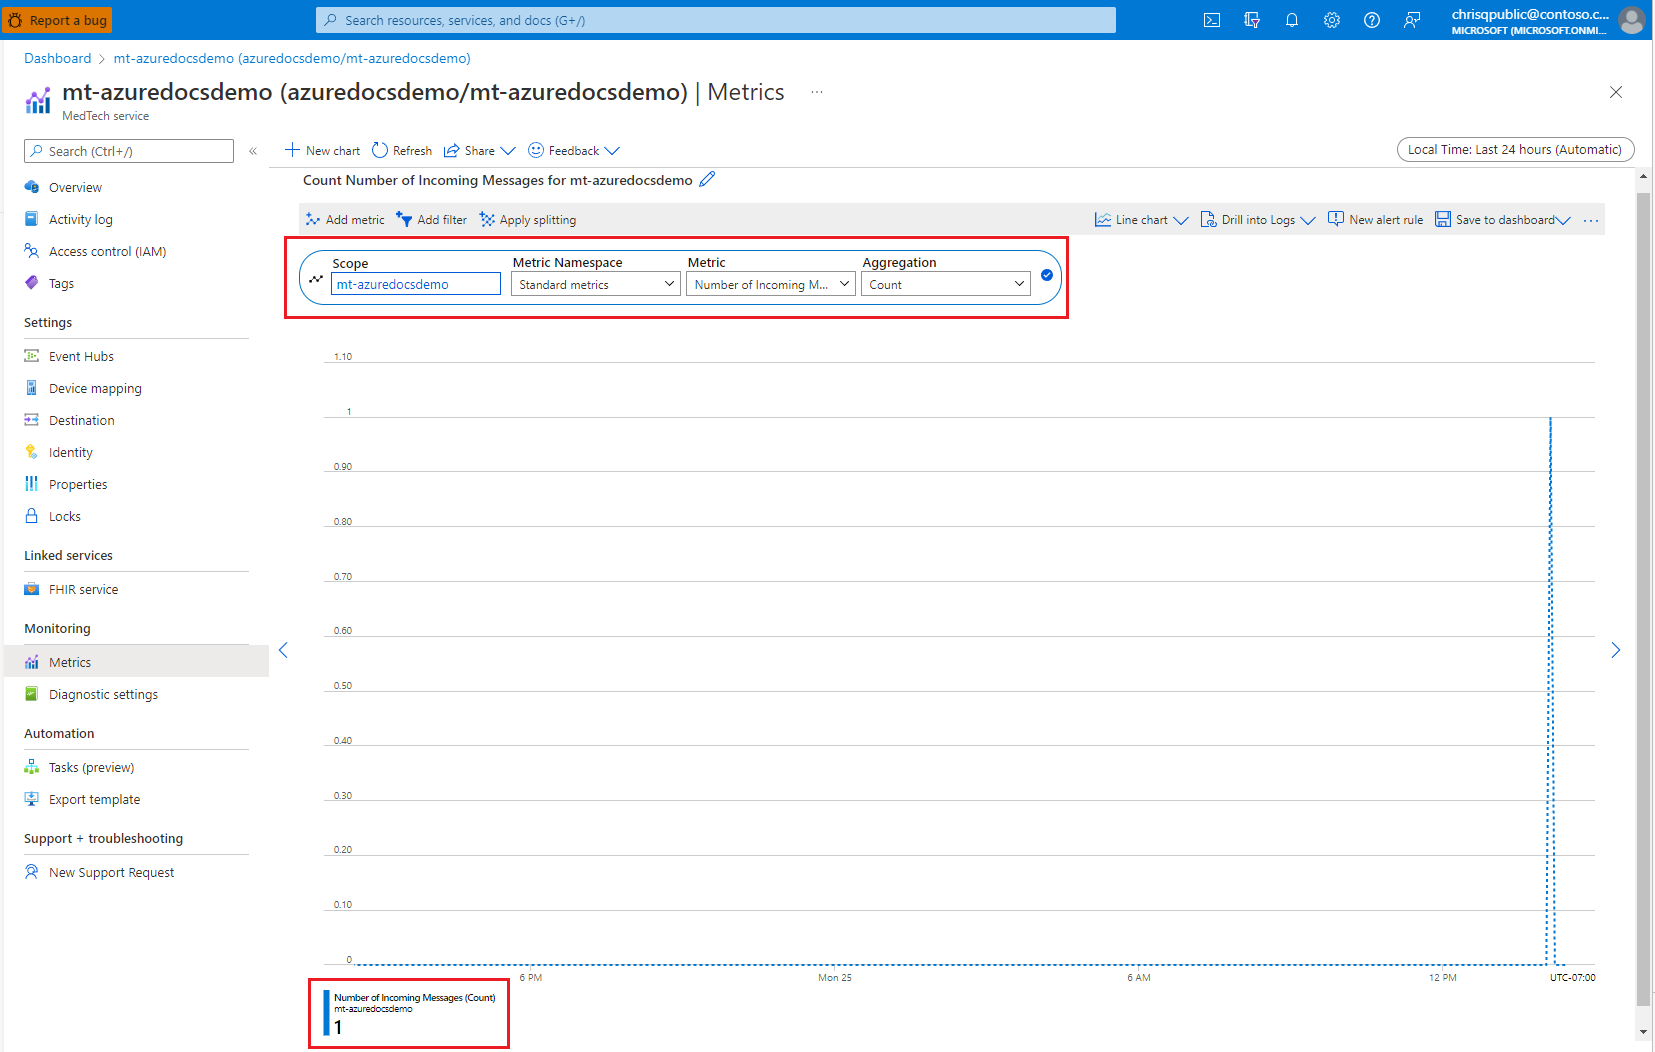 Report a bug
Search resources, services, and docs (G+/)
chrisqpublic@contoso.c...
MICROSOFT (MICROSOFT.ONMI...
Dashboard > mt-azuredocsdemo (azuredocsdemo/mt-azuredocsdemo)
mt-azuredocsdemo (azuredocsdemo/mt-azuredocsdemo) | Metrics ...
MedTech service
Search (Ctrl+/)
«
Overview
Activity log
Access control (IAM)
Tags
Settings
Event Hubs
Device mapping
Destination
Identity
Properties
Locks
Linked services
FHIR service
Monitoring
Metrics
Diagnostic settings
Automation
Tasks (preview)
Export template
Support + troubleshooting
New Support Request
New chart Refresh Share Feedback
Local Time: Last 24 hours (Automatic)
Count Number of Incoming Messages for mt-azuredocsdemo
Add metric Add filter Apply splitting
Line chart Drill into Logs New alert rule Save to dashboard ...
Scope Metric Namespace Metric Aggregation
mt-azuredocsdemo Standard metrics Number of Incoming M... Count
1.10
1
0.90
0.80
0.70
0.60
0.50
0.40
0.30
0.20
0.10
0
6 PM Mon 25 6 AM 12 PM UTC-07:00
Number of Incoming Messages (Count)
mt-azuredocsdemo
1